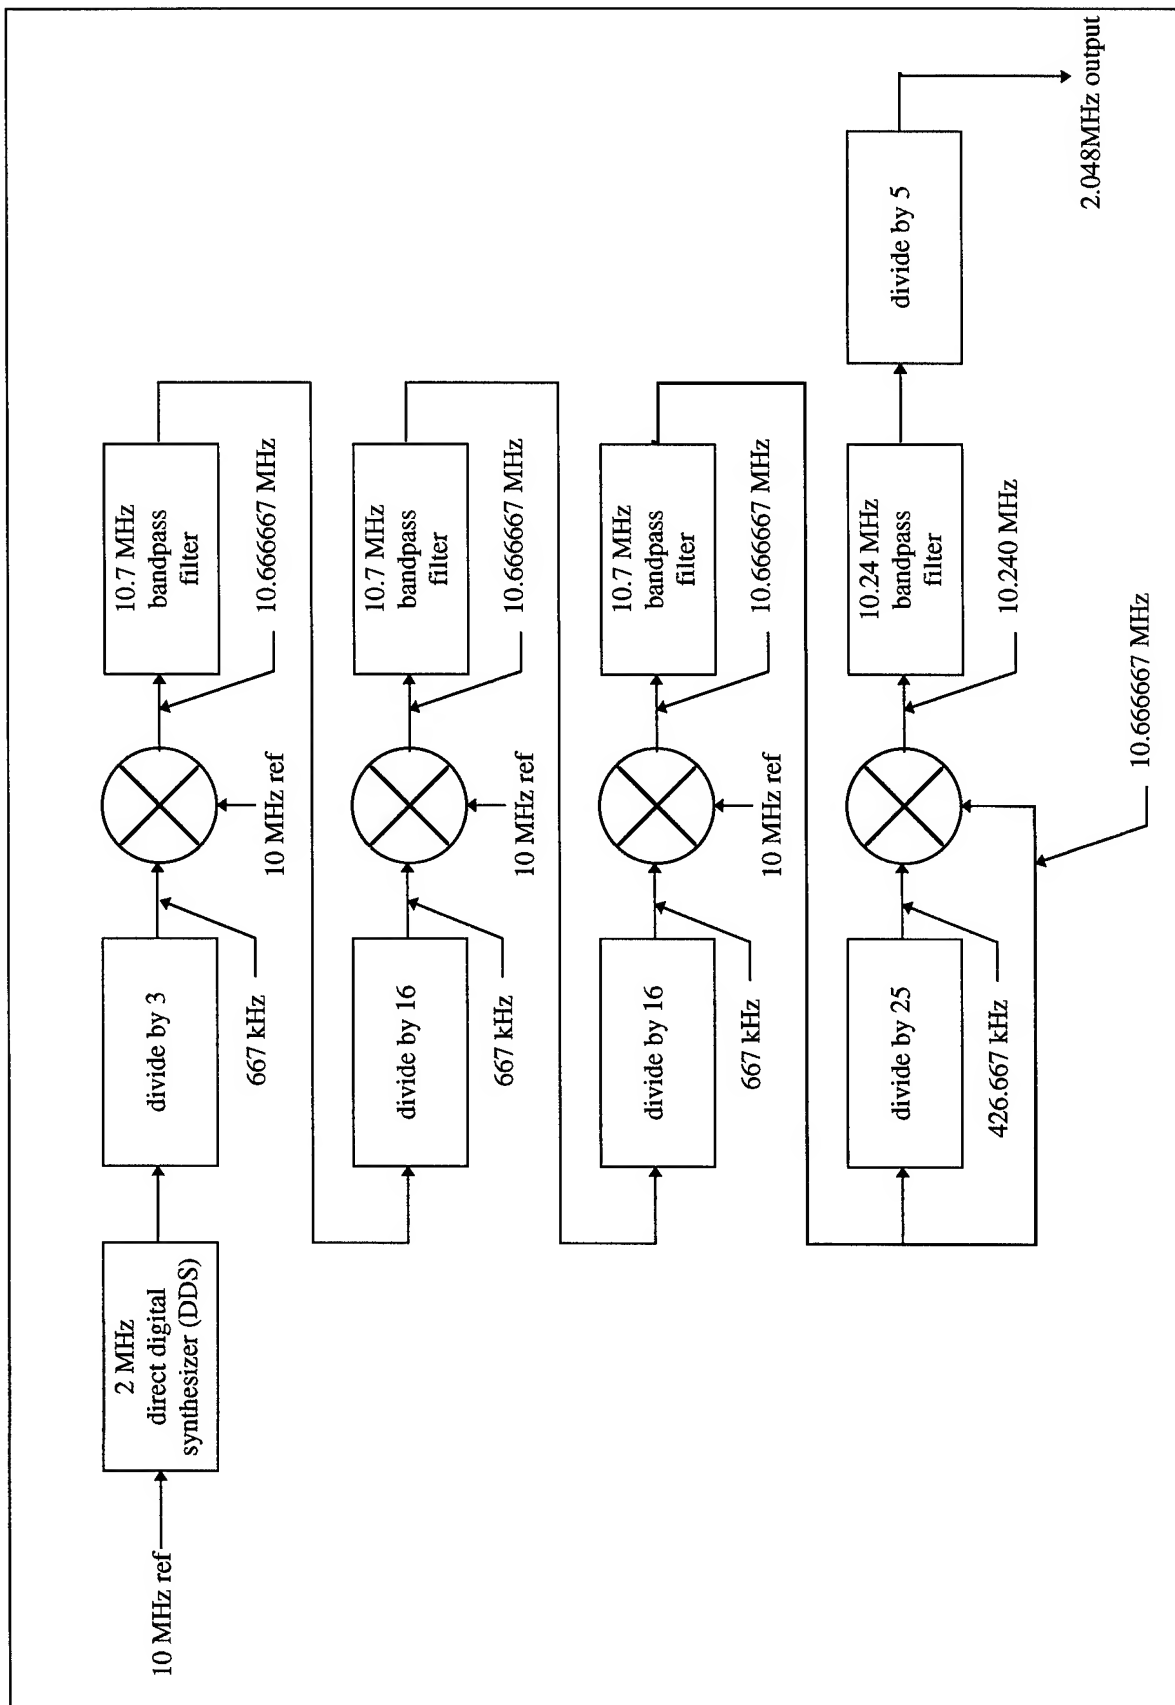 10 MHz ref
2 MHz
direct digital
synthesizer (DDS)
divide by 3
667 kHz
10 MHz ref
10.666667 MHz
10.7 MHz
bandpass
filter
divide by 16
667 kHz
10 MHz ref
10.666667 MHz
10.7 MHz
bandpass
filter
divide by 16
667 kHz
10 MHz ref
10.666667 MHz
10.7 MHz
bandpass
filter
divide by 25
426.667 kHz
10.666667 MHz
10.240 MHz
10.24 MHz
bandpass
filter
divide by 5
2.048MHz output